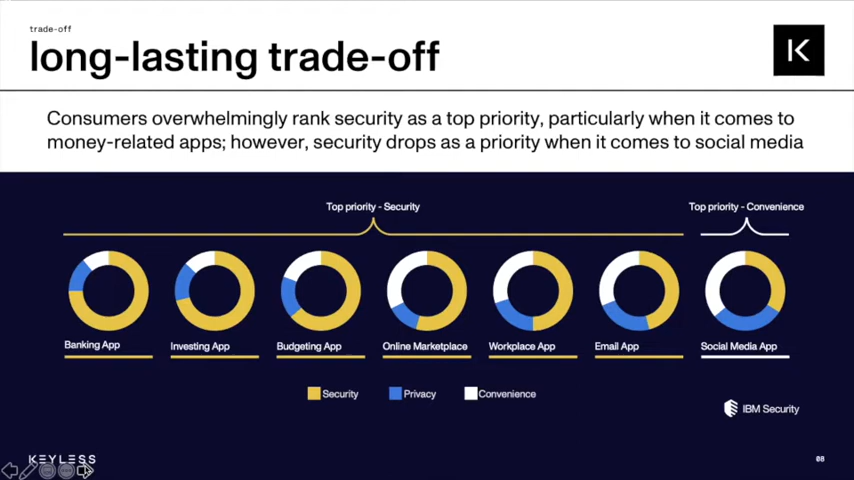 trade-off
long-lasting trade-off
K
Consumers overwhelmingly rank security as a top priority, particularly when it comes to
money-related apps; however, security drops as a priority when it comes to social media
Top priority - Security
Top priority - Convenience
Banking App
Investing App
Budgeting App
Online Marketplace
Workplace App
Email App
Social Media App
Security
Privacy
Convenience
IBM Security
KEYLESS
08